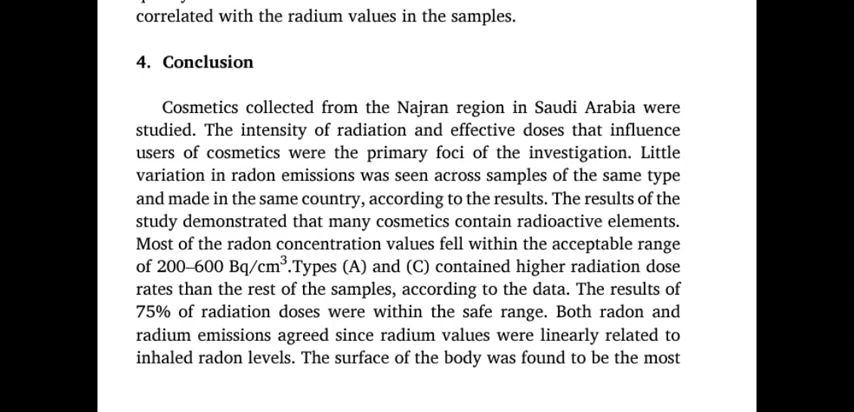 correlated with the radium values in the samples.
4. Conclusion
Cosmetics collected from the Najran region in Saudi Arabia were
studied. The intensity of radiation and effective doses that influence
users of cosmetics were the primary foci of the investigation. Little
variation in radon emissions was seen across samples of the same type
and made in the same country, according to the results. The results of the
study demonstrated that many cosmetics contain radioactive elements.
Most of the radon concentration values fell within the acceptable range
of 200–600 Bq/cm³.Types (A) and (C) contained higher radiation dose
rates than the rest of the samples, according to the data. The results of
75% of radiation doses were within the safe range. Both radon and
radium emissions agreed since radium values were linearly related to
inhaled radon levels. The surface of the body was found to be the most